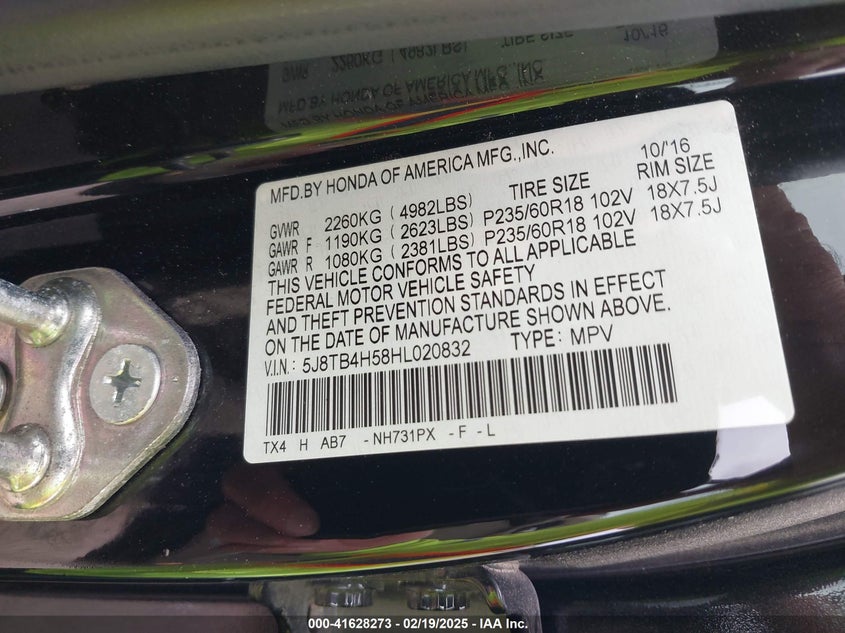 MFD.BY HONDA OF AMERICA MFG.,INC. 10/'16
TIRE SIZE RIM SIZE
GVWR 2260KG ( 4982LBS)
GAWR F 1190KG ( 2623LBS) P235/60R18 102V 18X7.5J
GAWR R 1080KG ( 2381LBS) P235/60R18 102V 18X7.5J
THIS VEHICLE CONFORMS TO ALL APPLICABLE
FEDERAL MOTOR VEHICLE SAFETY
AND THEFT PREVENTION STANDARDS IN EFFECT
ON THE DATE OF MANUFACTURE SHOWN ABOVE.
V.I.N.: 5J8TB4H58HL020832 TYPE: MPV
TX4 H AB7 - NH731PX - F - L
000-41628273 - 02/19/2025 - IAA Inc.